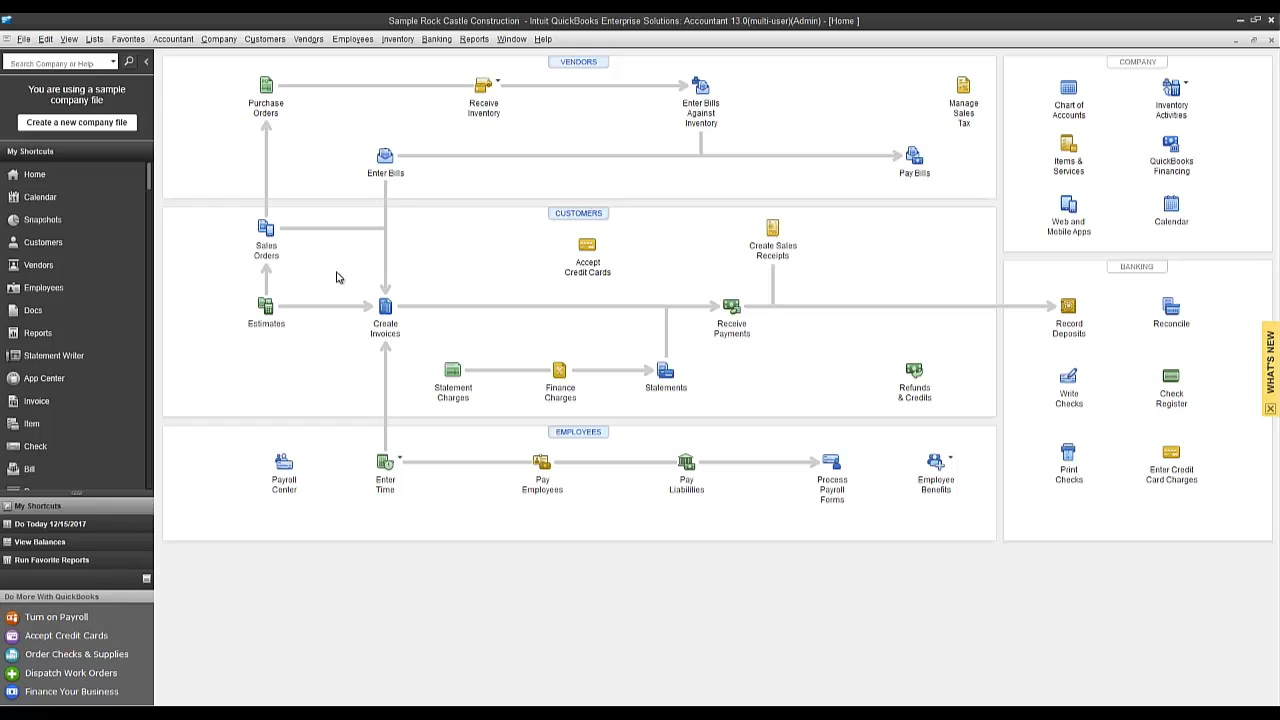 Sample Rock Castle Construction - Intuit QuickBooks Enterprise Solutions: Accountant 13.0(multi-user)(Admin) - [Home ]
File Edit View Lists Favorites Accountant Company Customers Vendors Employees Inventory Banking Reports Window Help
Search Company or Help
You are using a sample
company file
Create a new company file
My Shortcuts
Home
Calendar
Snapshots
Customers
Vendors
Employees
Docs
Reports
Statement Writer
App Center
Invoice
Item
Check
Bill
My Shortcuts
Do Today 12/15/2017
View Balances
Run Favorite Reports
Do More With QuickBooks
Turn on Payroll
Accept Credit Cards
Order Checks & Supplies
Dispatch Work Orders
Finance Your Business
VENDORS
Purchase
Orders
Receive
Inventory
Enter Bills
Against
Inventory
Manage
Sales
Tax
Enter Bills
Pay Bills
CUSTOMERS
Sales
Orders
Accept
Credit Cards
Create Sales
Receipts
Estimates
Create
Invoices
Receive
Payments
Statement
Charges
Finance
Charges
Statements
Refunds
& Credits
EMPLOYEES
Payroll
Center
Enter
Time
Pay
Employees
Pay
Liabilities
Process
Payroll
Forms
Employee
Benefits
COMPANY
Chart of
Accounts
Inventory
Activities
Items &
Services
QuickBooks
Financing
Web and
Mobile Apps
Calendar
BANKING
Record
Deposits
Reconcile
Write
Checks
Check
Register
Print
Checks
Enter Credit
Card Charges
WHAT'S NEW